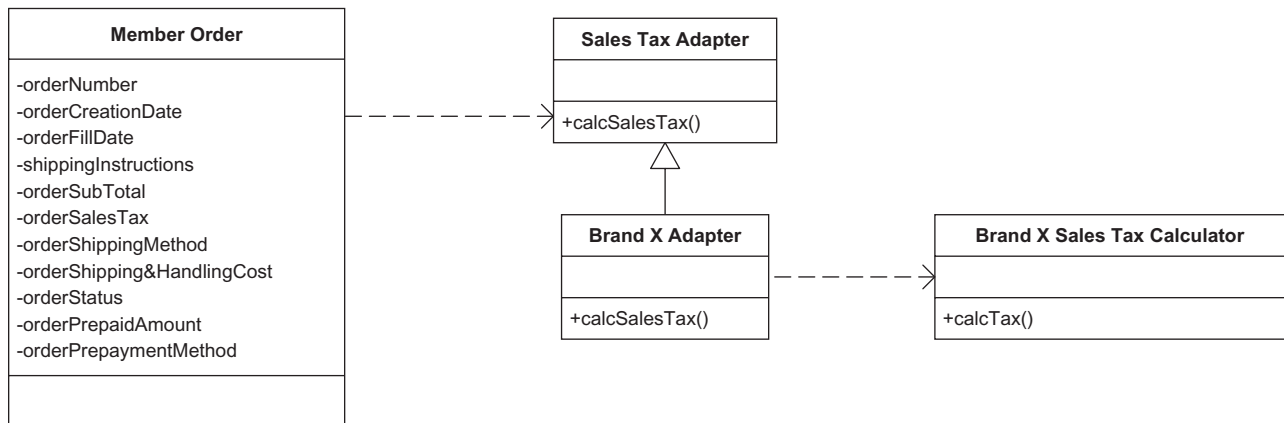 Member Order
-orderNumber
-orderCreationDate
-orderFillDate
-shippingInstructions
-orderSubTotal
-orderSalesTax
-orderShippingMethod
-orderShipping&HandlingCost
-orderStatus
-orderPrepaidAmount
-orderPrepaymentMethod
Sales Tax Adapter
+calcSalesTax()
Brand X Adapter
+calcSalesTax()
Brand X Sales Tax Calculator
+calcTax()